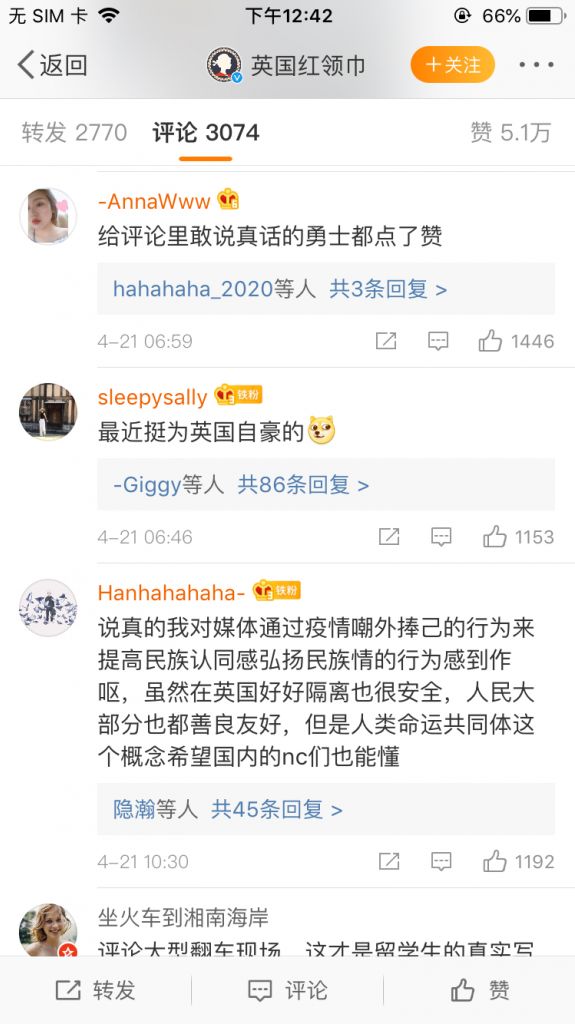 无 SIM 卡 下午12:42 66%
返回 英国红领巾 +关注
转发 2770 评论 3074 赞 5.1万
-AnnaWww
给评论里敢说真话的勇士都点了赞
hahahaha_2020等人 共3条回复 >
4-21 06:59 1446
sleepysally 铁粉
最近挺为英国自豪的
-Giggy等人 共86条回复 >
4-21 06:46 1153
Hanhahahaha- 铁粉
说真的我对媒体通过疫情嘲外捧己的行为来
提高民族认同感弘扬民族情的行为感到作
呕，虽然在英国好好隔离也很安全，人民大
部分也都善良友好，但是人类命运共同体这
个概念希望国内的nc们也能懂
隐瀚等人 共45条回复 >
4-21 10:30 1192
坐火车到湘南海岸
评论大型翻车现场，这才是留学生的真实写
转发 评论 赞